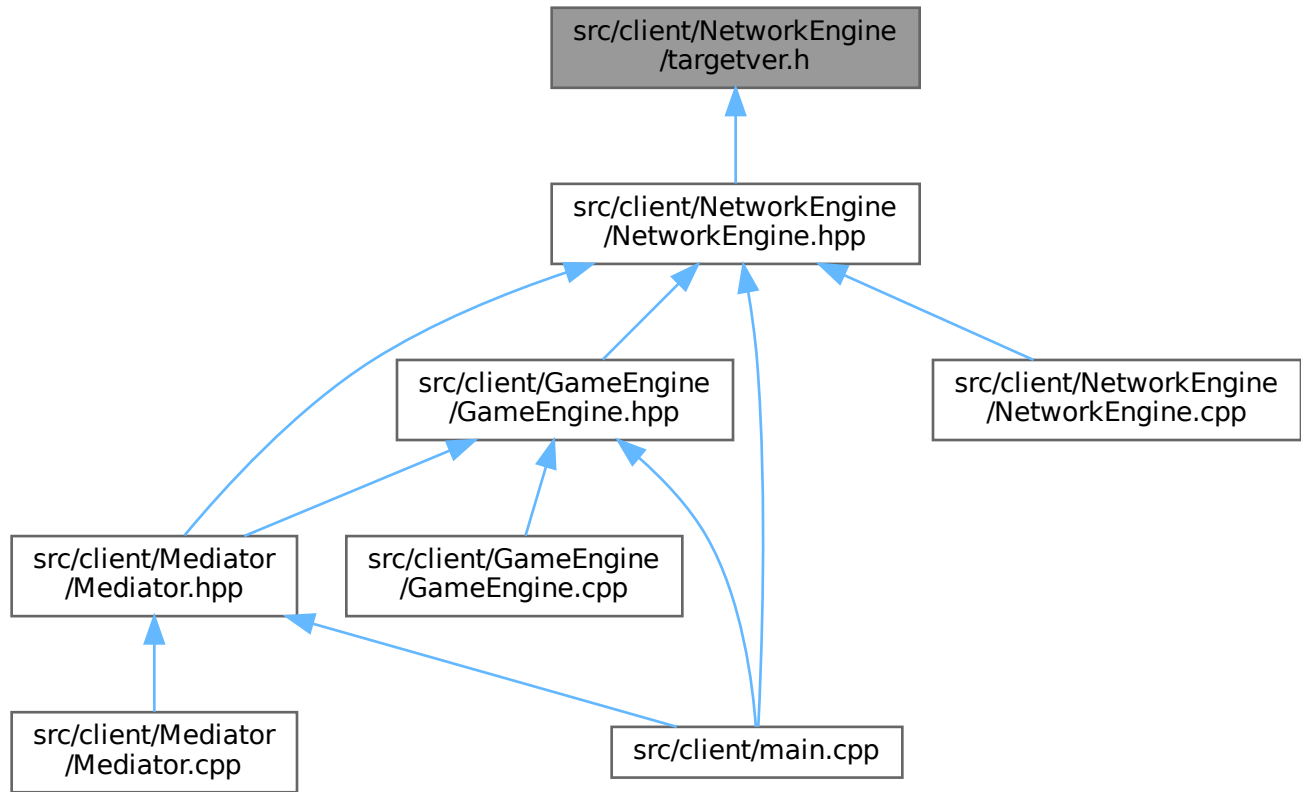 src/client/NetworkEngine
/targetver.h
src/client/NetworkEngine
/NetworkEngine.hpp
src/client/GameEngine
/GameEngine.hpp
src/client/NetworkEngine
/NetworkEngine.cpp
src/client/Mediator
/Mediator.hpp
src/client/GameEngine
/GameEngine.cpp
src/client/Mediator
/Mediator.cpp
src/client/main.cpp